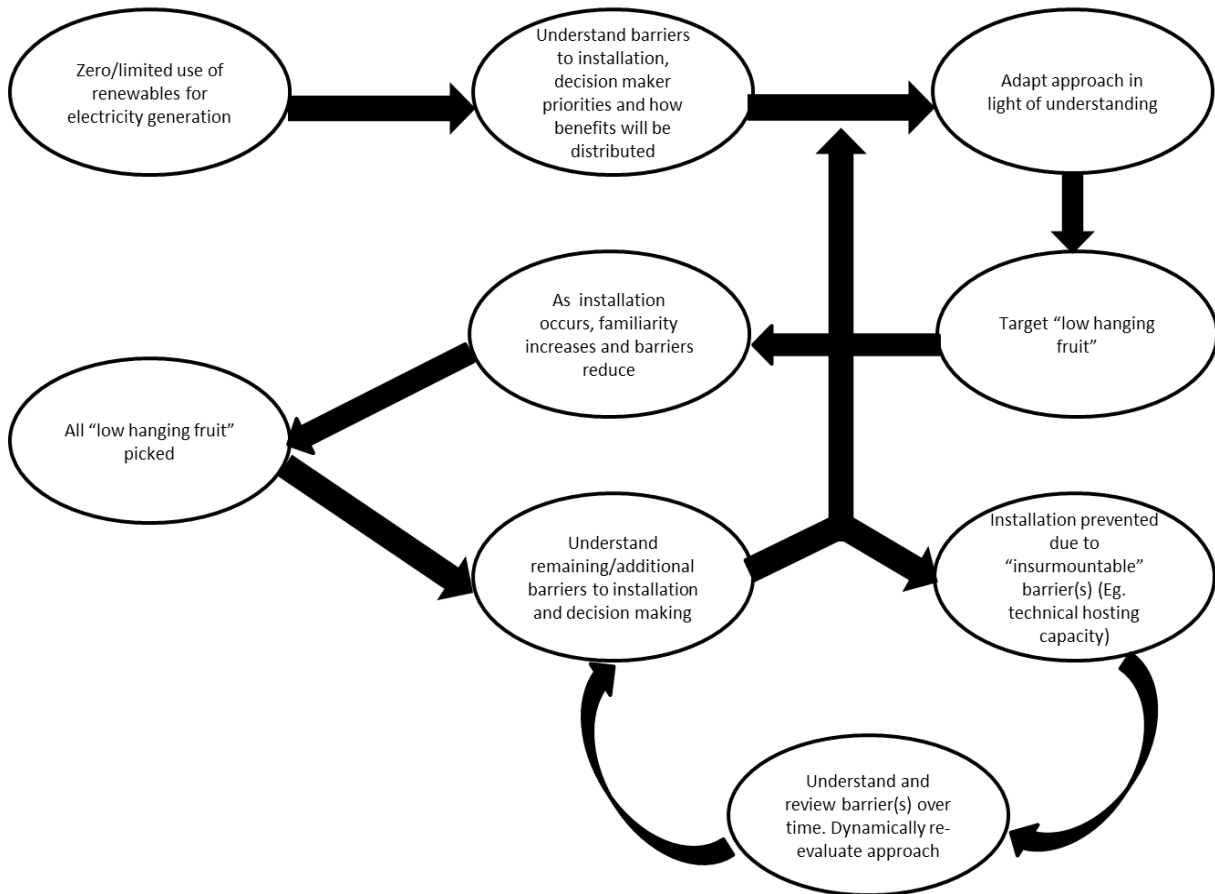 Zero/limited use of
renewables for
electricity generation
Understand barriers
to installation,
decision maker
priorities and how
benefits will be
distributed
Adapt approach in
light of understanding
Target “low hanging
fruit”
As  installation
occurs, familiarity
increases and barriers
reduce
All “low hanging fruit”
picked
Understand
remaining/additional
barriers to installation
and decision making
Installation prevented
due to
“insurmountable”
barrier(s) (Eg.
technical hosting
capacity)
Understand and
review barrier(s) over
time. Dynamically re-
evaluate approach